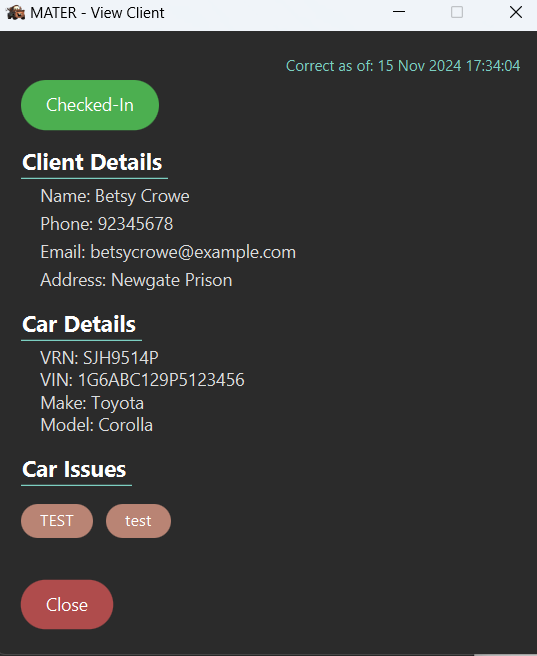 MATER - View Client
Correct as of: 15 Nov 2024 17:34:04
Checked-In
Client Details
Name: Betsy Crowe
Phone: 92345678
Email: betsycrowe@example.com
Address: Newgate Prison
Car Details
VRN: SJH9514P
VIN: 1G6ABC129P5123456
Make: Toyota
Model: Corolla
Car Issues
TEST test
Close